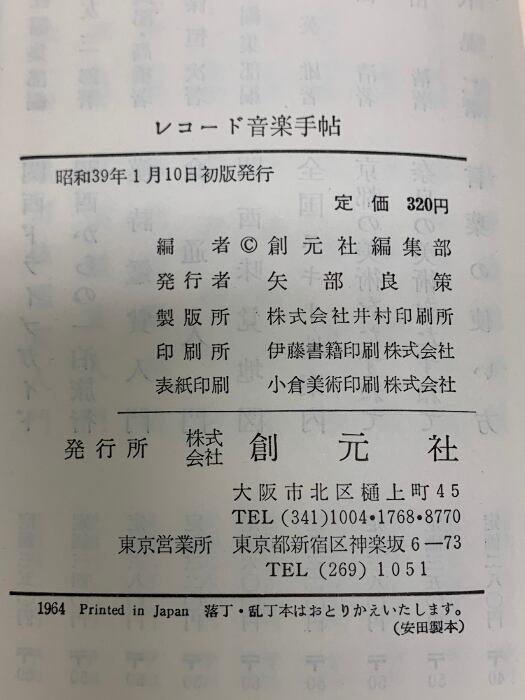 レコード音楽手帖
昭和39年1月10日初版発行
定価 320円
編者 © 創元社編集部
発行者 矢部良策
製版所 株式会社井村印刷所
印刷所 伊藤書籍印刷株式会社
表紙印刷 小倉美術印刷株式会社
発行所 株式会社 創元社
大阪市北区樋上町45
TEL (341)1004・1768・8770
東京営業所 東京都新宿区神楽坂6―73
TEL (269)1051
1964 Printed in Japan 落丁・乱丁本はおとりかえいたします。
(安田製本)